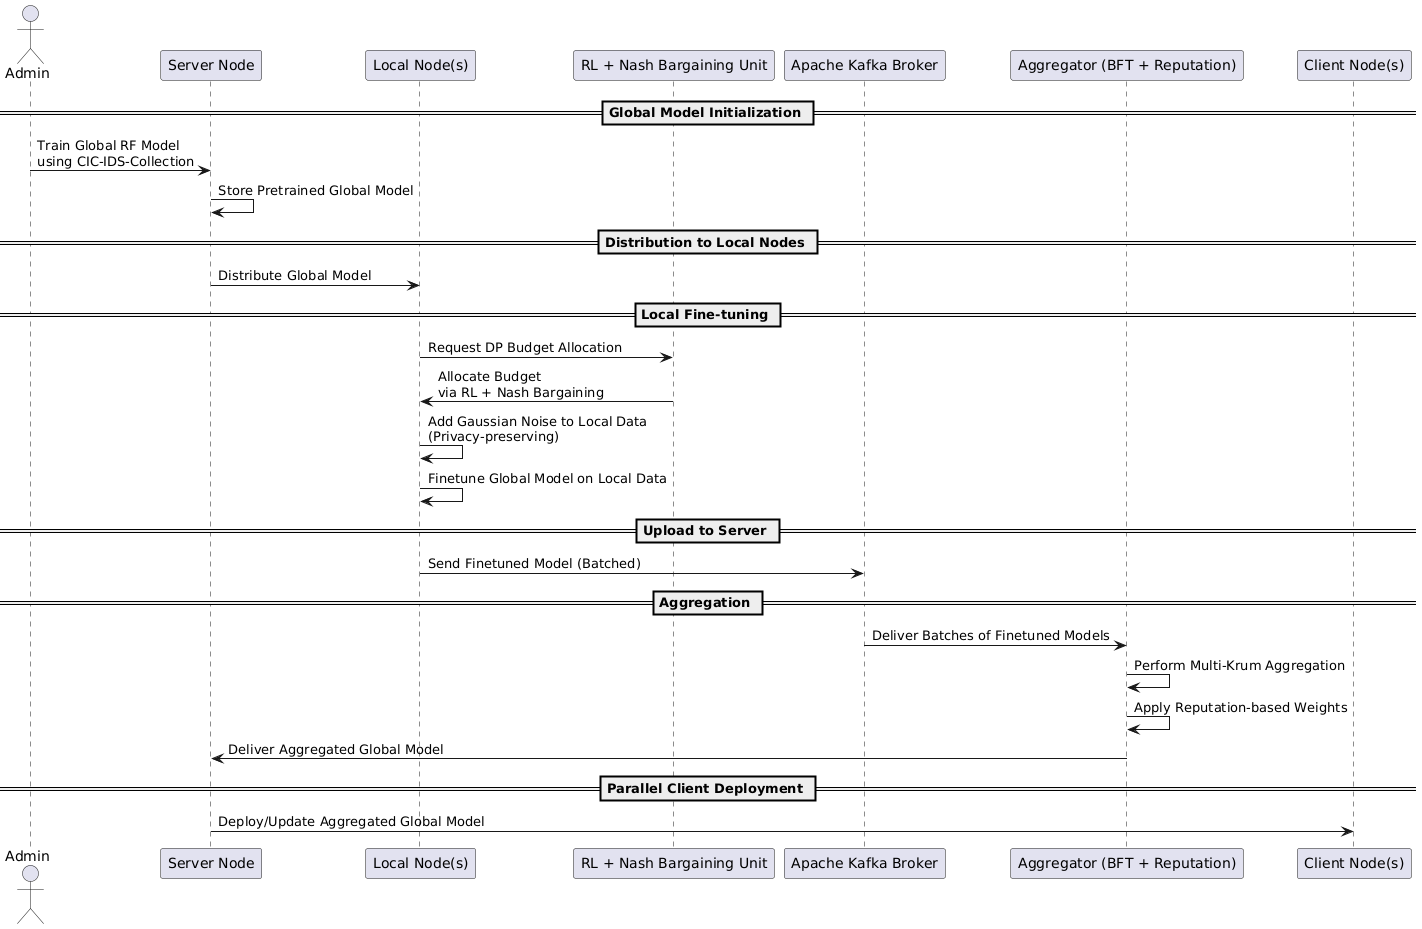 Admin
Server Node
Local Node(s)
RL + Nash Bargaining Unit
Apache Kafka Broker
Aggregator (BFT + Reputation)
Client Node(s)
Global Model Initialization
Train Global RF Model
using CIC-IDS-Collection
Store Pretrained Global Model
Distribution to Local Nodes
Distribute Global Model
Local Fine-tuning
Request DP Budget Allocation
Allocate Budget
via RL + Nash Bargaining
Add Gaussian Noise to Local Data
(Privacy-preserving)
Finetune Global Model on Local Data
Upload to Server
Send Finetuned Model (Batched)
Aggregation
Deliver Batches of Finetuned Models
Perform Multi-Krum Aggregation
Apply Reputation-based Weights
Deliver Aggregated Global Model
Parallel Client Deployment
Deploy/Update Aggregated Global Model
Admin
Server Node
Local Node(s)
RL + Nash Bargaining Unit
Apache Kafka Broker
Aggregator (BFT + Reputation)
Client Node(s)